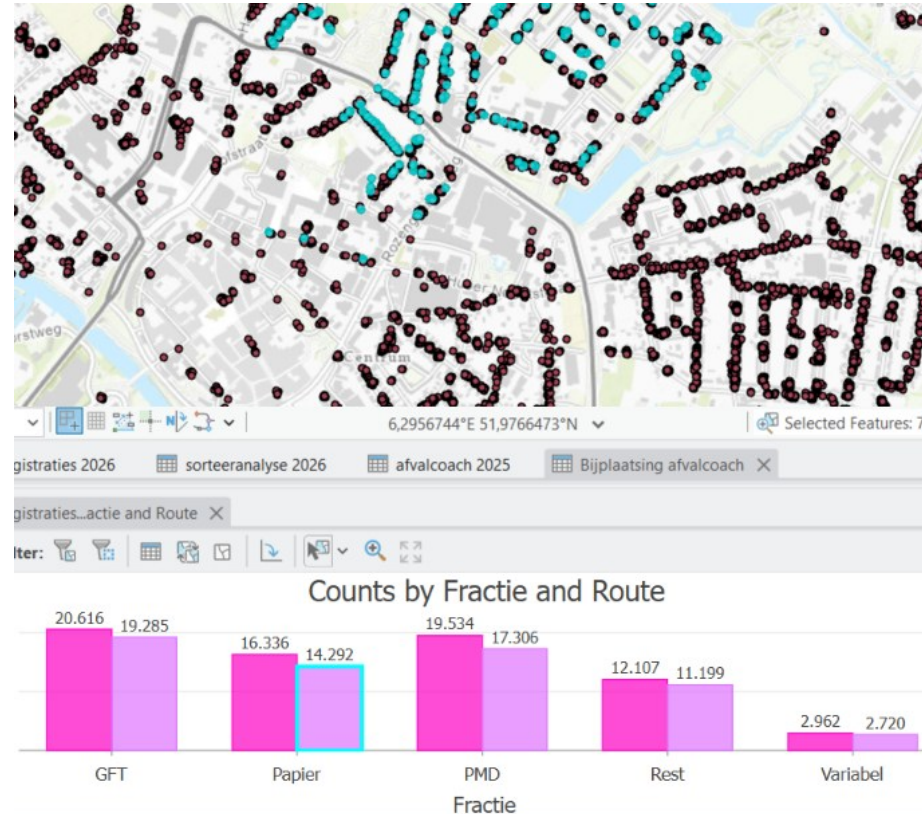 ofstraat
Rozeng
Centrum
6,2956744°E 51,9766473°N
Selected Features: 7
gistraties 2026
sorteeranalyse 2026
afvalcoach 2025
Bijplaatsing afvalcoach
gistraties...actie and Route
lter:
Counts by Fractie and Route
20.616
19.285
16.336
14.292
19.534
17.306
12.107
11.199
2.962
2.720
GFT
Papier
PMD
Rest
Variabel
Fractie